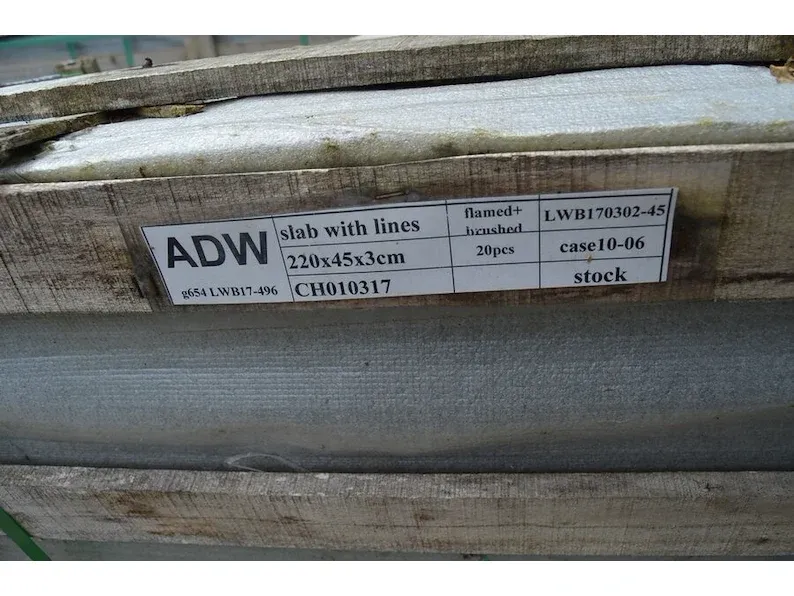 ADW
g654 LWB17-496
slab with lines
220x45x3cm
CH010317
flamed+
brushed
20pcs
LWB170302-45
case10-06
stock